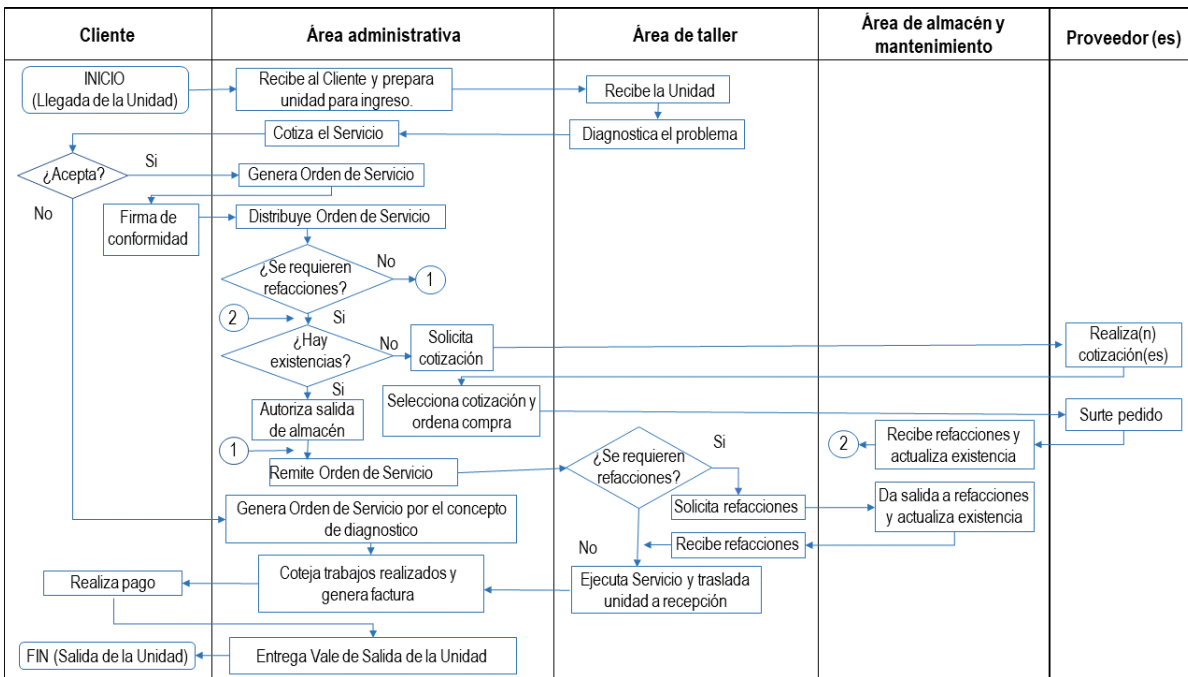 Cliente
Área administrativa
Área de taller
Área de almacén y
mantenimiento
Proveedor (es)
INICIO
(Llegada de la Unidad)
Recibe al Cliente y prepara
unidad para ingreso.
Recibe la Unidad
Cotiza el Servicio
Diagnostica el problema
¿Acepta?
Si
Genera Orden de Servicio
No
Firma de
conformidad
Distribuye Orden de Servicio
¿Se requieren
refacciones?
No
1
2
Si
¿Hay
existencias?
No
Solicita
cotización
Realiza(n)
cotización(es)
Si
Autoriza salida
de almacén
Selecciona cotización y
ordena compra
Surte pedido
Recibe refacciones y
actualiza existencia
2
1
Remite Orden de Servicio
¿Se requieren
refacciones?
Si
Solicita refacciones
Da salida a refacciones
y actualiza existencia
Genera Orden de Servicio por el concepto
de diagnostico
No
Recibe refacciones
Realiza pago
Coteja trabajos realizados y
genera factura
Ejecuta Servicio y traslada
unidad a recepción
FIN (Salida de la Unidad)
Entrega Vale de Salida de la Unidad